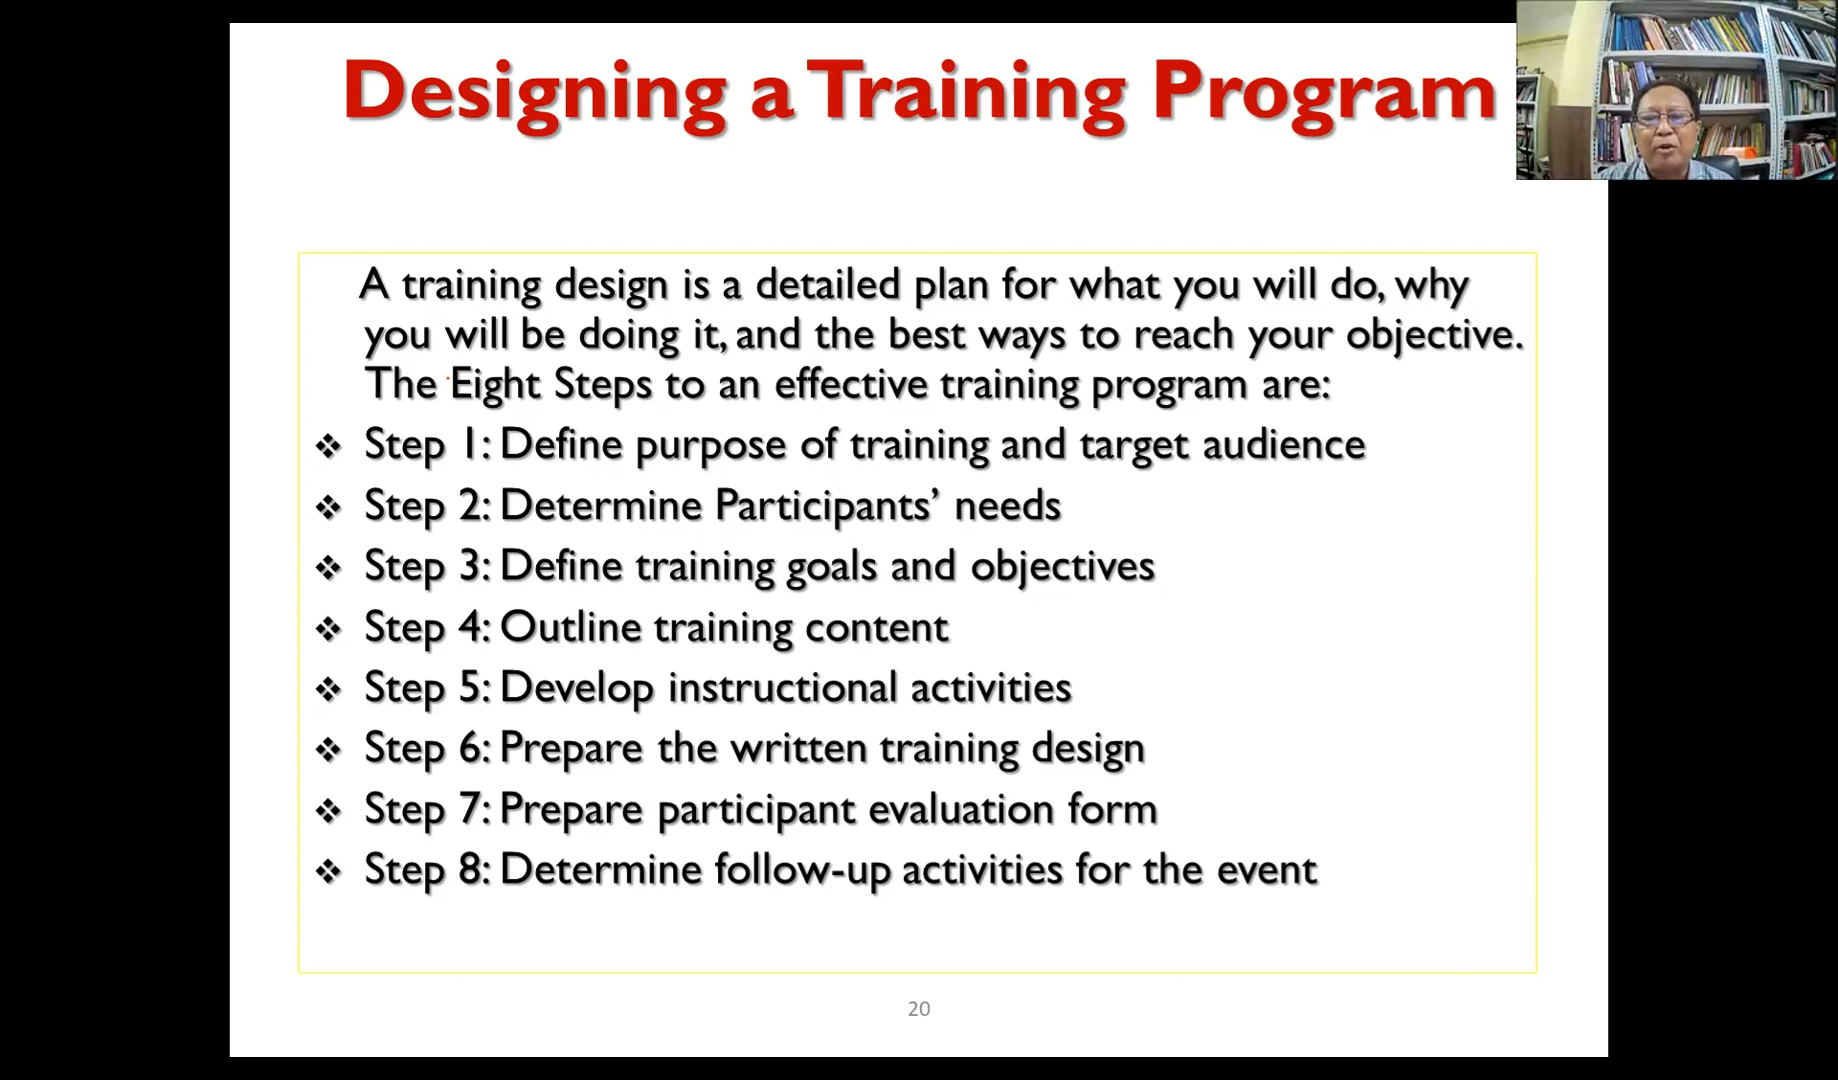 Designing a Training Program
A training design is a detailed plan for what you will do, why
you will be doing it, and the best ways to reach your objective.
The Eight Steps to an effective training program are:
❖ Step 1: Define purpose of training and target audience
❖ Step 2: Determine Participants’ needs
❖ Step 3: Define training goals and objectives
❖ Step 4: Outline training content
❖ Step 5: Develop instructional activities
❖ Step 6: Prepare the written training design
❖ Step 7: Prepare participant evaluation form
❖ Step 8: Determine follow-up activities for the event
20